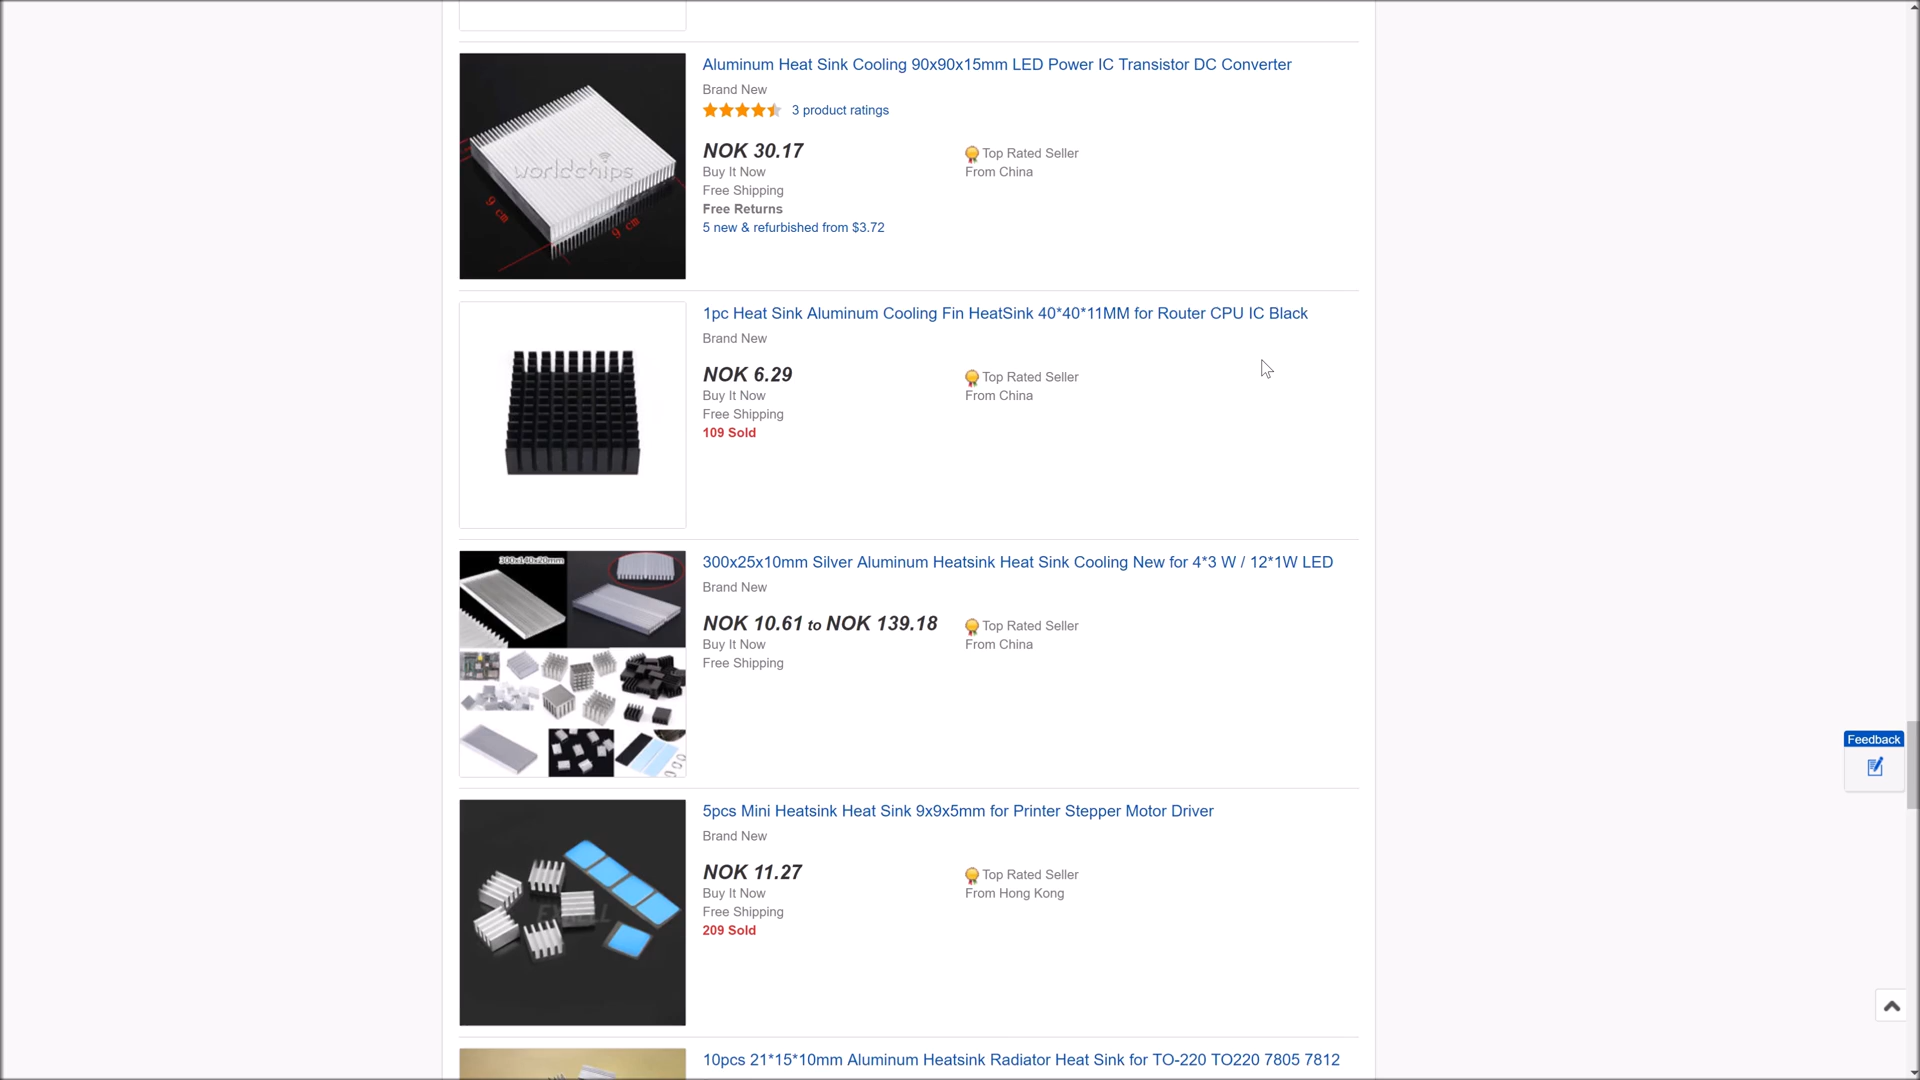 Aluminum Heat Sink Cooling 90x90x15mm LED Power IC Transistor DC Converter
Brand New
3 product ratings
NOK 30.17
Top Rated Seller
Buy It Now
From China
Free Shipping
Free Returns
5 new & refurbished from $3.72
worldchips
9 cm
9 cm
1pc Heat Sink Aluminum Cooling Fin HeatSink 40*40*11MM for Router CPU IC Black
Brand New
NOK 6.29
Top Rated Seller
Buy It Now
From China
Free Shipping
109 Sold
300x25x10mm Silver Aluminum Heatsink Heat Sink Cooling New for 4*3 W / 12*1W LED
Brand New
NOK 10.61 to NOK 139.18
Top Rated Seller
Buy It Now
From China
Free Shipping
300x140x20mm
Feedback
5pcs Mini Heatsink Heat Sink 9x9x5mm for Printer Stepper Motor Driver
Brand New
NOK 11.27
Top Rated Seller
Buy It Now
From Hong Kong
Free Shipping
209 Sold
10pcs 21*15*10mm Aluminum Heatsink Radiator Heat Sink for TO-220 TO220 7805 7812